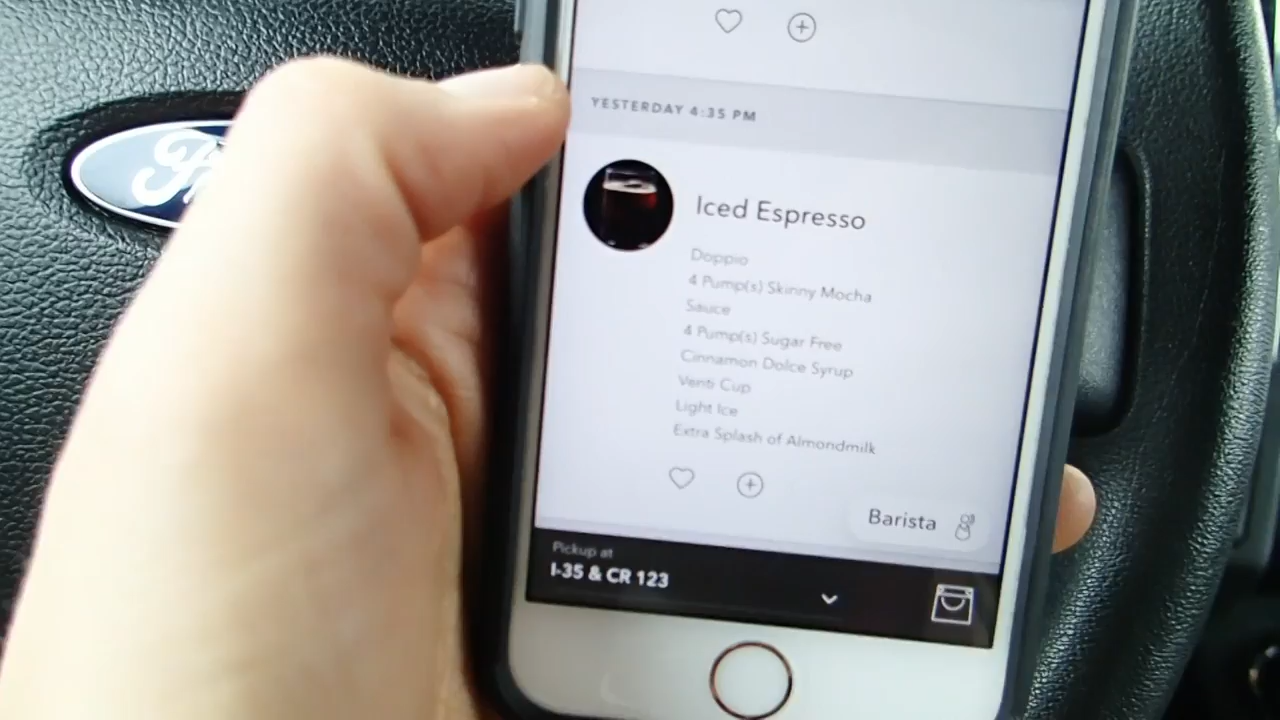 YESTERDAY 4:35 PM
Iced Espresso
Doppio
4 Pump(s) Skinny Mocha
Sauce
4 Pump(s) Sugar Free
Cinnamon Dolce Syrup
Venti Cup
Light Ice
Extra Splash of Almondmilk
Barista
Pickup at
I-35 & CR 123